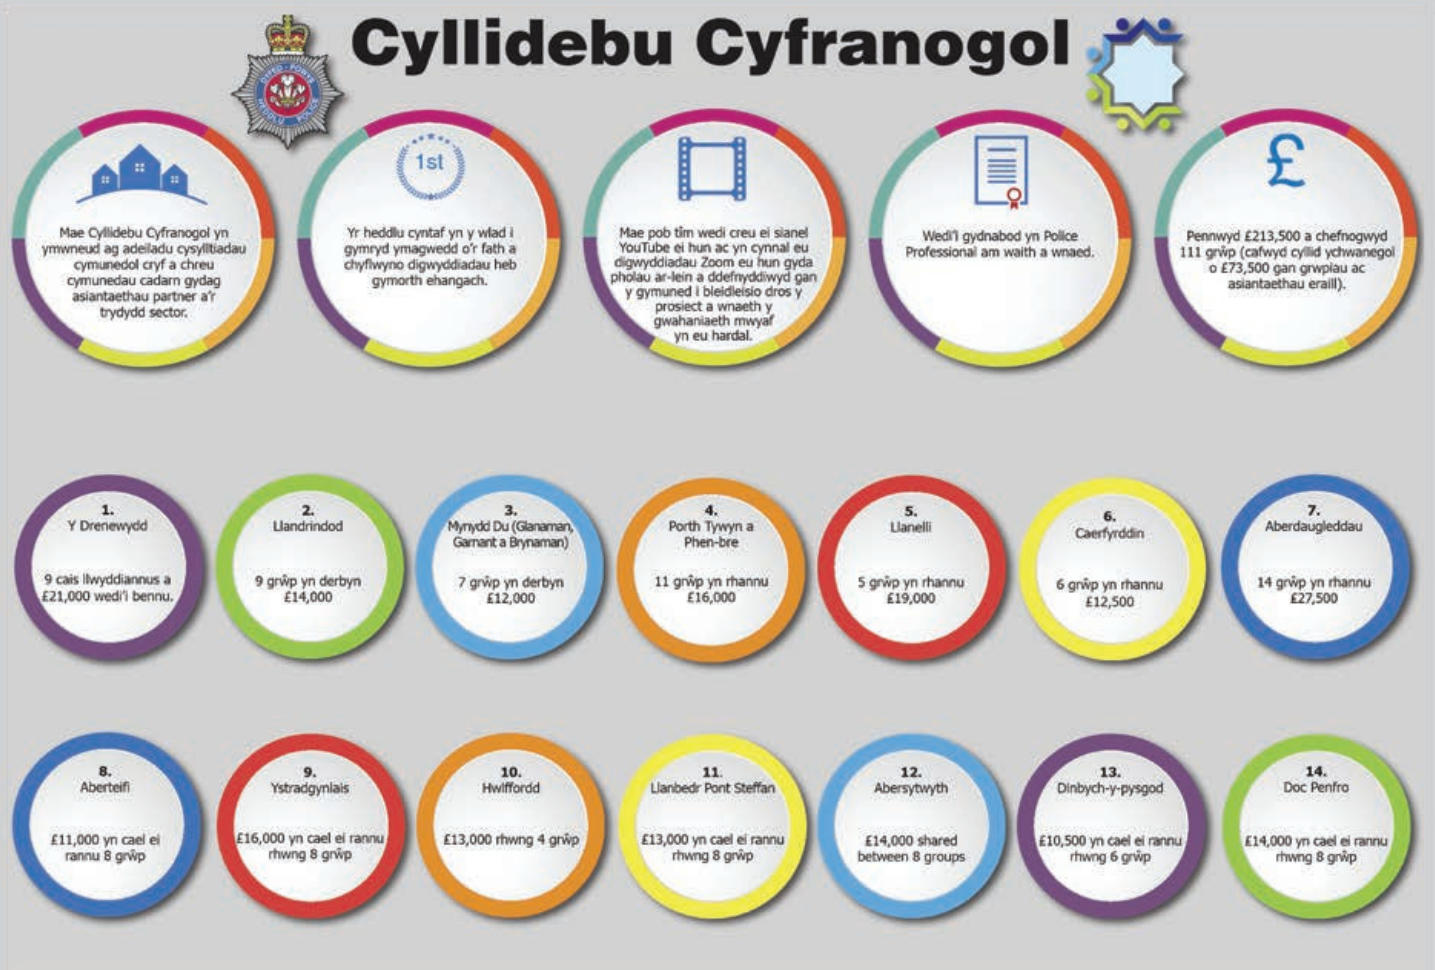 Cyllidebu Cyfranogol
DYFED-POWYS
HEDDLU POLICE
Mae Cyllidebu Cyfranogol yn
ymwneud ag adeiladu cysylltiadau
cymunedol cryf a chreu
cymunedau cadarn gydag
asiantaethau partner a'r
trydydd sector.
1st
Yr heddlu cyntaf yn y wlad i
gymryd ymagwedd o'r fath a
chyflwyno digwyddiadau heb
gymorth ehangach.
Mae pob tîm wedi creu ei sianel
YouTube ei hun ac yn cynnal eu
digwyddiadau Zoom eu hun gyda
pholau ar-lein a ddefnyddiwyd gan
y gymuned i bleidleisio dros y
prosiect a wnaeth y
gwahaniaeth mwyaf
yn eu hardal.
Wedi'i gydnabod yn Police
Professional am waith a wnaed.
£
Pennwyd £213,500 a chefnogwyd
111 grŵp (cafwyd cyllid ychwanegol
o £73,500 gan grwpiau ac
asiantaethau eraill).
1.
Y Drenewydd
9 cais llwyddiannus a
£21,000 wedi'i bennu.
2.
Llandrindod
9 grŵp yn derbyn
£14,000
3.
Mynydd Du (Glanaman,
Garnant a Brynaman)
7 grŵp yn derbyn
£12,000
4.
Porth Tywyn a
Phen-bre
11 grŵp yn rhannu
£16,000
5.
Llanelli
5 grŵp yn rhannu
£19,000
6.
Caerfyrddin
6 grŵp yn rhannu
£12,500
7.
Aberdaugleddau
14 grŵp yn rhannu
£27,500
8.
Aberteifi
£11,000 yn cael ei
rannu 8 grŵp
9.
Ystradgynlais
£16,000 yn cael ei rannu
rhwng 8 grŵp
10.
Hwlffordd
£13,000 rhwng 4 grŵp
11.
Llanbedr Pont Steffan
£13,000 yn cael ei rannu
rhwng 8 grŵp
12.
Abersytwyth
£14,000 shared
between 8 groups
13.
Dinbych-y-pysgod
£10,500 yn cael ei rannu
rhwng 6 grŵp
14.
Doc Penfro
£14,000 yn cael ei rannu
rhwng 8 grŵp